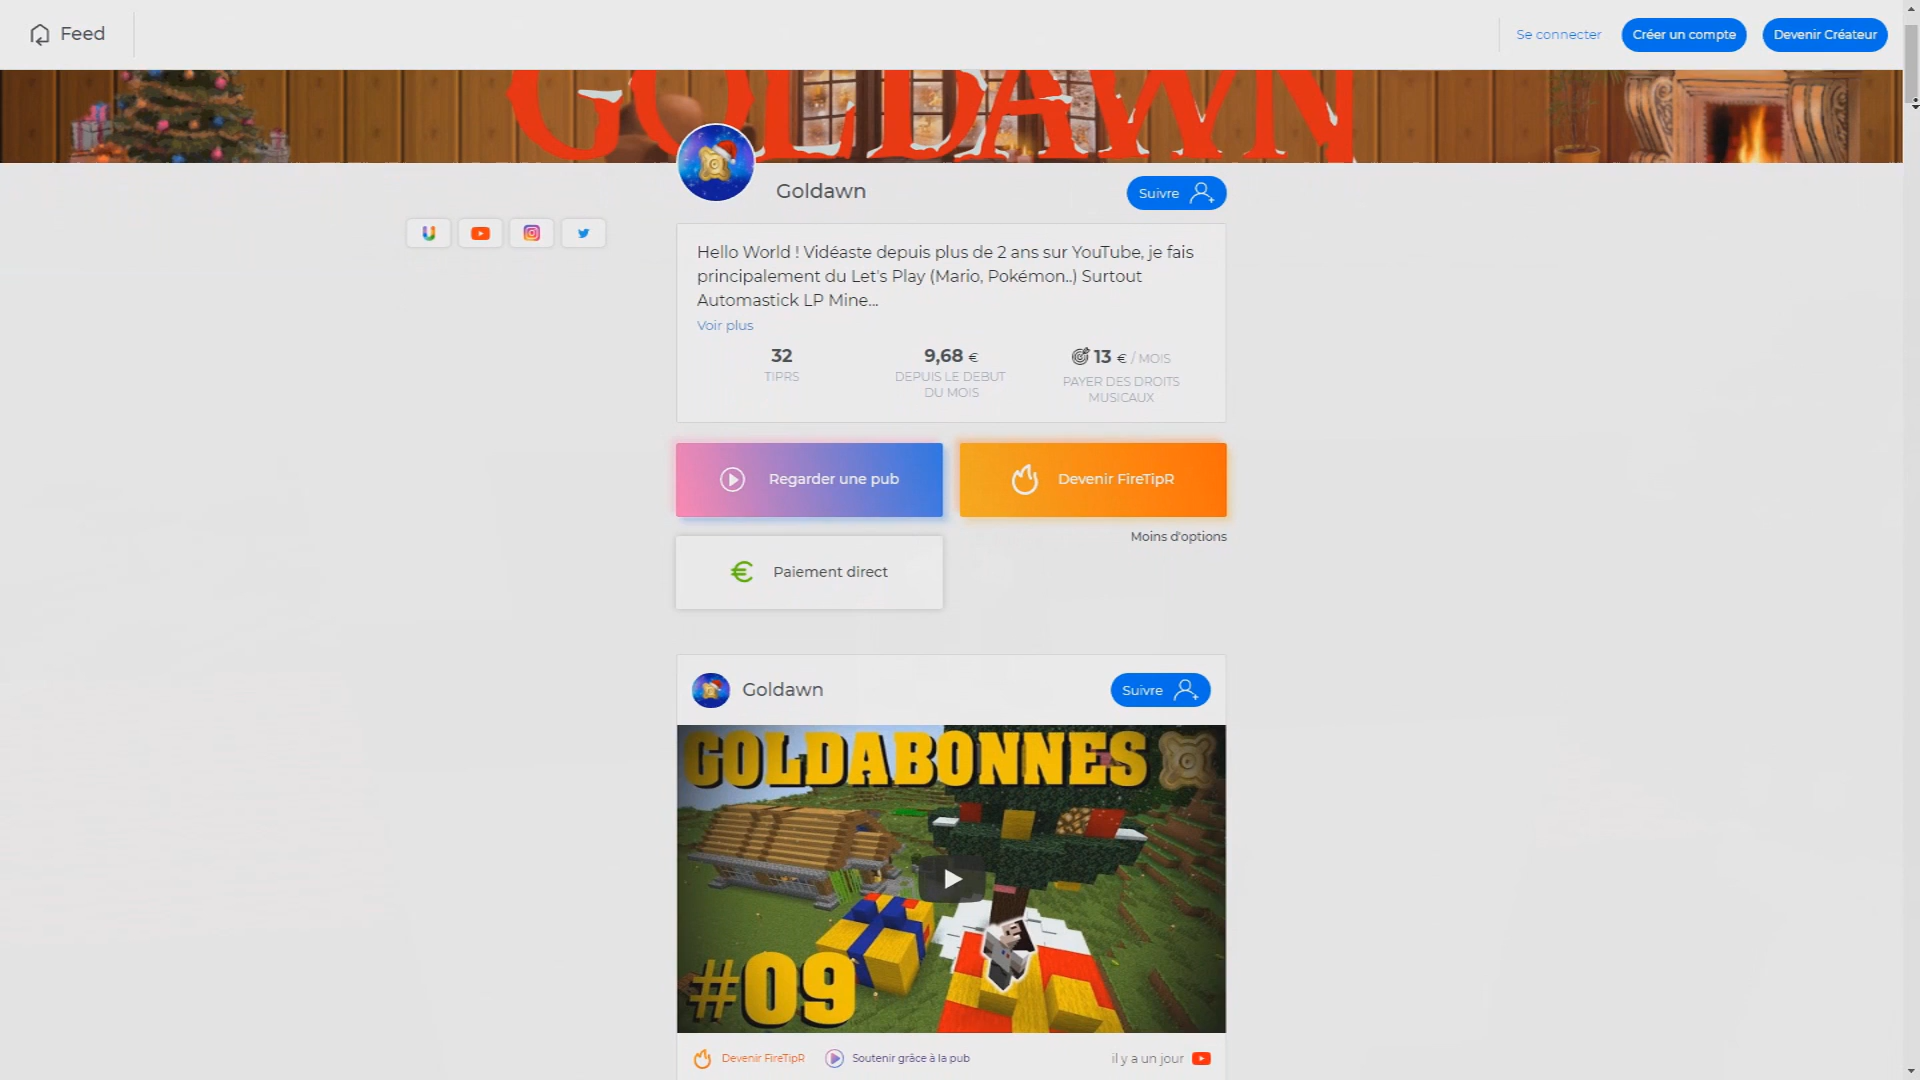 Feed
Se connecter
Créer un compte
Devenir Créateur
GOLDAWN
Goldawn
Suivre
Hello World ! Vidéaste depuis plus de 2 ans sur YouTube, je fais
principalement du Let's Play (Mario, Pokémon..) Surtout
Automastick LP Mine...
Voir plus
32
TIPRS
9,68 €
DEPUIS LE DEBUT
DU MOIS
13 € / MOIS
PAYER DES DROITS
MUSICAUX
Regarder une pub
Devenir FireTipR
Moins d'options
Paiement direct
Goldawn
Suivre
GOLDABONNES
#09
Devenir FireTipR
Soutenir grâce à la pub
il y a un jour